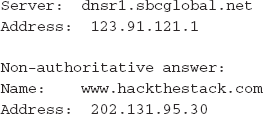 Server: dnsr1.sbcglobal.net
Address: 123.91.121.1
Non-authoritative answer:
Name: www.hackthestack.com
Address: 202.131.95.30